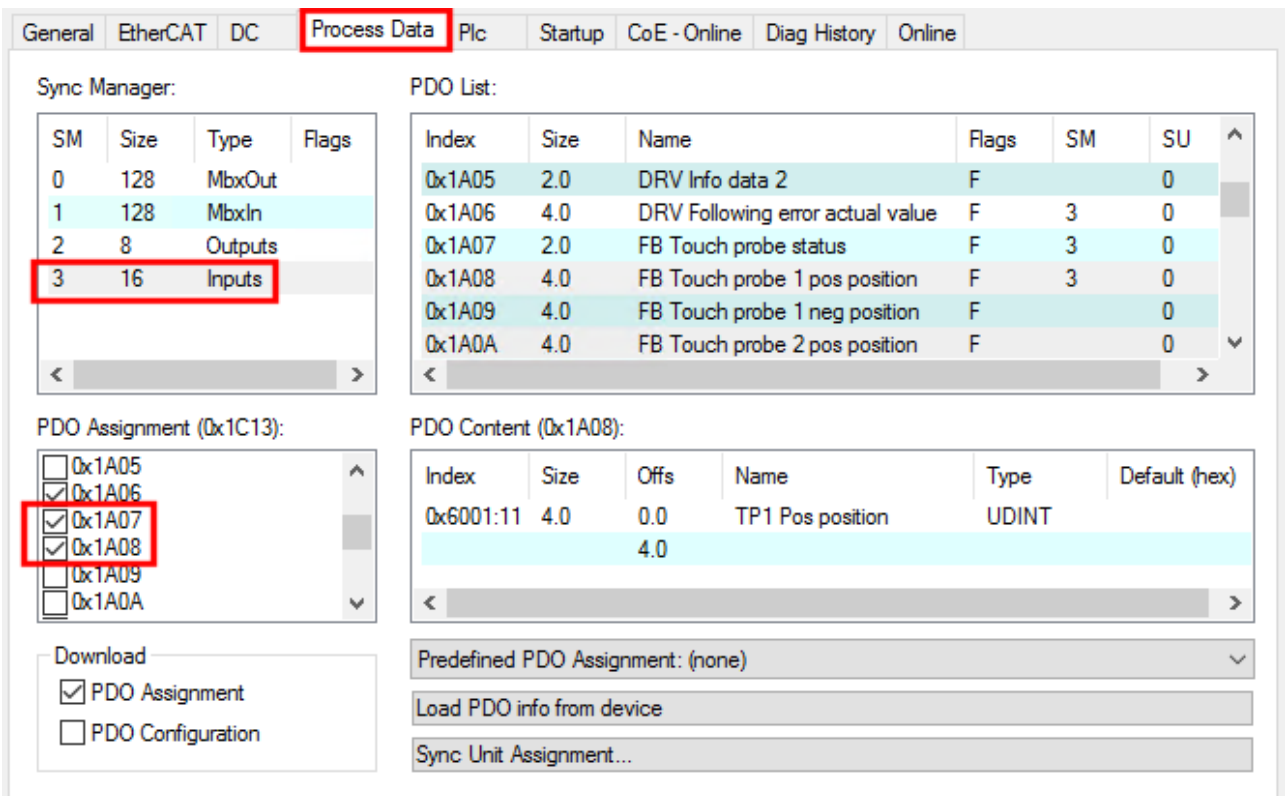 General EtherCAT DC Process Data Plc Startup CoE - Online Diag History Online
Sync Manager:
SM Size Type Flags
0 128 MbxOut
1 128 MbxIn
2 8 Outputs
3 16 Inputs
PDO List:
Index Size Name Flags SM SU
0x1A05 2.0 DRV Info data 2 F 0
0x1A06 4.0 DRV Following error actual value F 3 0
0x1A07 2.0 FB Touch probe status F 3 0
0x1A08 4.0 FB Touch probe 1 pos position F 3 0
0x1A09 4.0 FB Touch probe 1 neg position F 0
0x1A0A 4.0 FB Touch probe 2 pos position F 0
PDO Assignment (0x1C13):
0x1A05
0x1A06
0x1A07
0x1A08
0x1A09
0x1A0A
PDO Content (0x1A08):
Index Size Offs Name Type Default (hex)
0x6001:11 4.0 0.0 TP1 Pos position UDINT
4.0
Download
PDO Assignment
PDO Configuration
Predefined PDO Assignment: (none)
Load PDO info from device
Sync Unit Assignment...